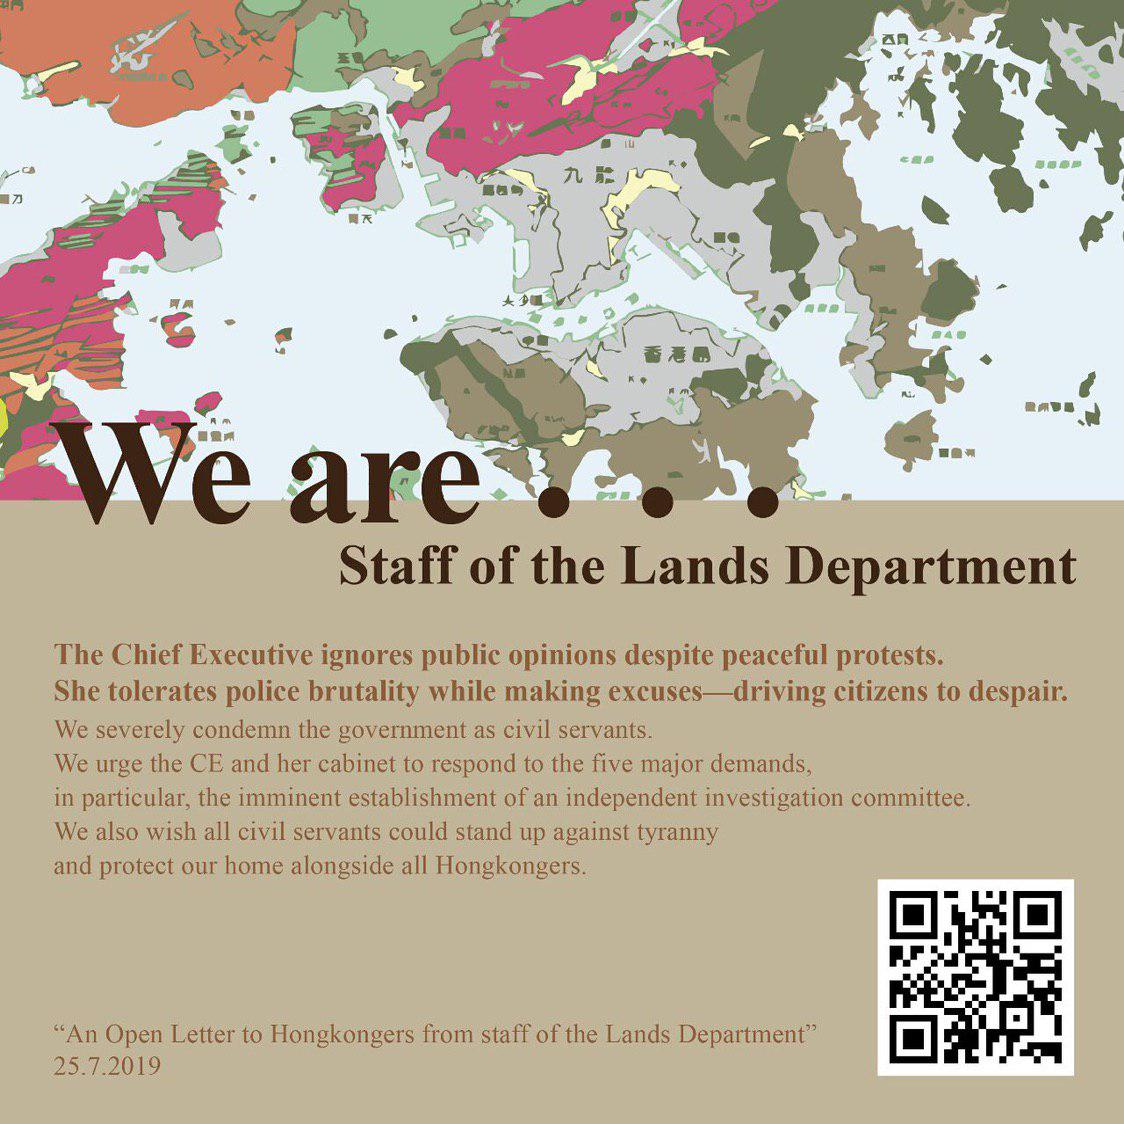 九龍
香港島
We are . . .
Staff of the Lands Department
The Chief Executive ignores public opinions despite peaceful protests.
She tolerates police brutality while making excuses—driving citizens to despair.
We severely condemn the government as civil servants.
We urge the CE and her cabinet to respond to the five major demands,
in particular, the imminent establishment of an independent investigation committee.
We also wish all civil servants could stand up against tyranny
and protect our home alongside all Hongkongers.
“An Open Letter to Hongkongers from staff of the Lands Department”
25.7.2019